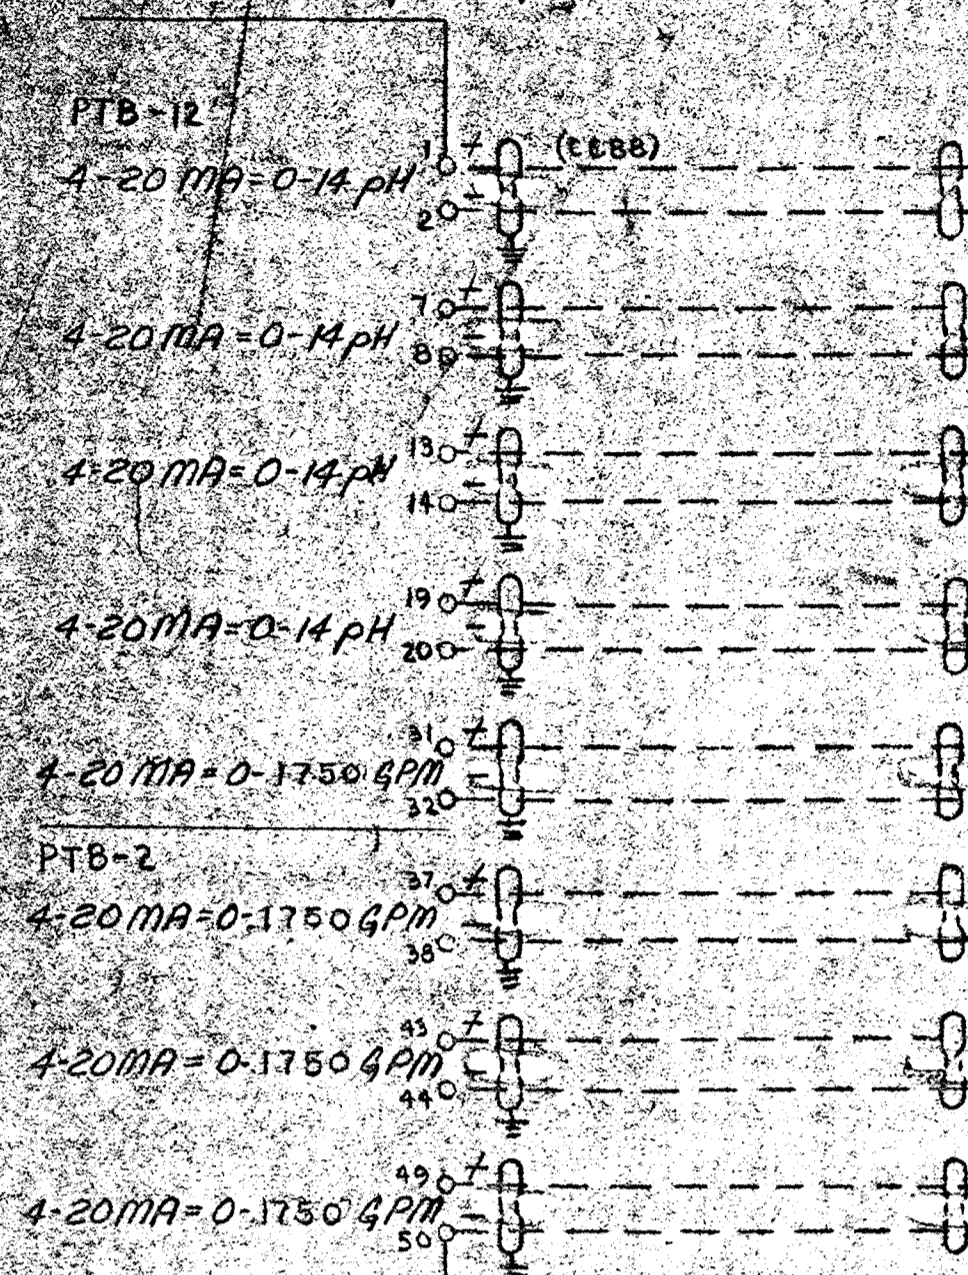 PTB-12
1 + (EEBB)
4-20 MA = 0-14 pH
2 -
7 +
4-20 MA = 0-14 pH
8 -
13 +
4-20 MA = 0-14 pH
14 -
19 +
4-20 MA = 0-14 pH
20 -
31 +
4-20 MA = 0-1750 GPM
32 -
PTB-2
37 +
4-20 MA = 0-1750 GPM
38 -
43 +
4-20 MA = 0-1750 GPM
44 -
49 +
4-20 MA = 0-1750 GPM
50 -